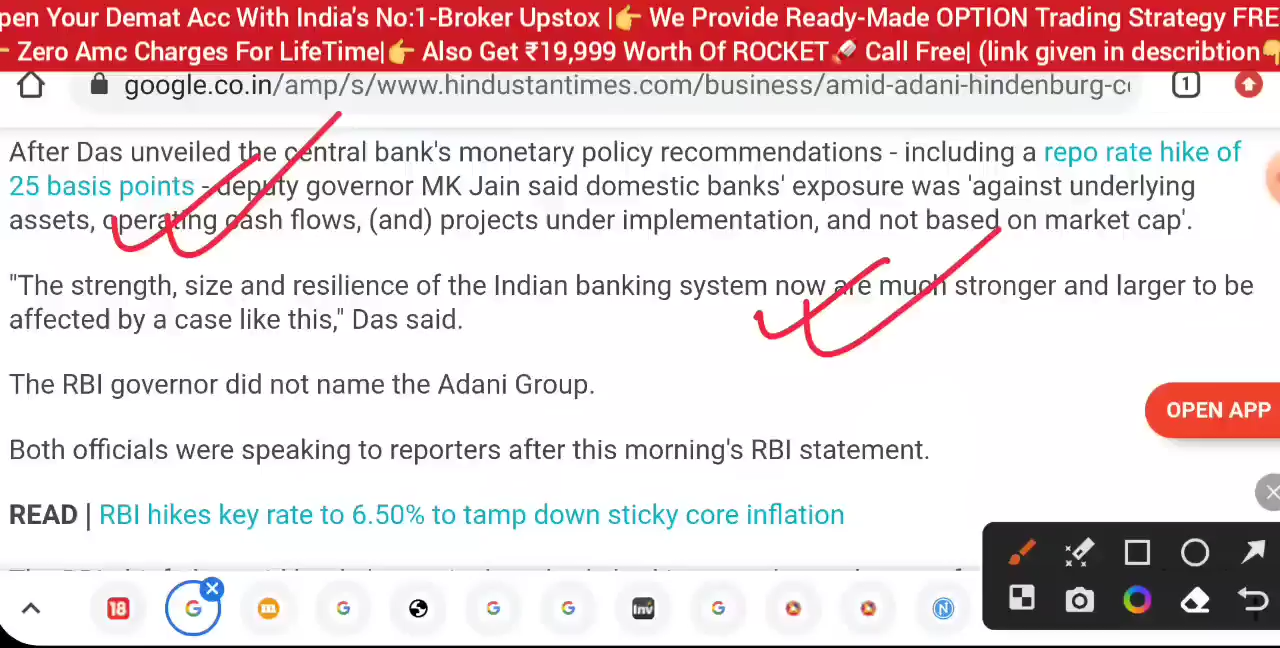 pen Your Demat Acc With India's No:1-Broker Upstox |👉 We Provide Ready-Made OPTION Trading Strategy FRE
Zero Amc Charges For LifeTime|👉 Also Get ₹19,999 Worth Of ROCKET🚀 Call Free| (link given in describtion👇
google.co.in/amp/s/www.hindustantimes.com/business/amid-adani-hindenburg-c
1
After Das unveiled the central bank's monetary policy recommendations - including a repo rate hike of
25 basis points - deputy governor MK Jain said domestic banks' exposure was 'against underlying
assets, operating cash flows, (and) projects under implementation, and not based on market cap'.
"The strength, size and resilience of the Indian banking system now are much stronger and larger to be
affected by a case like this," Das said.
The RBI governor did not name the Adani Group.
OPEN APP
Both officials were speaking to reporters after this morning's RBI statement.
READ | RBI hikes key rate to 6.50% to tamp down sticky core inflation
18
G
m
G
G
G
Inv
G
N